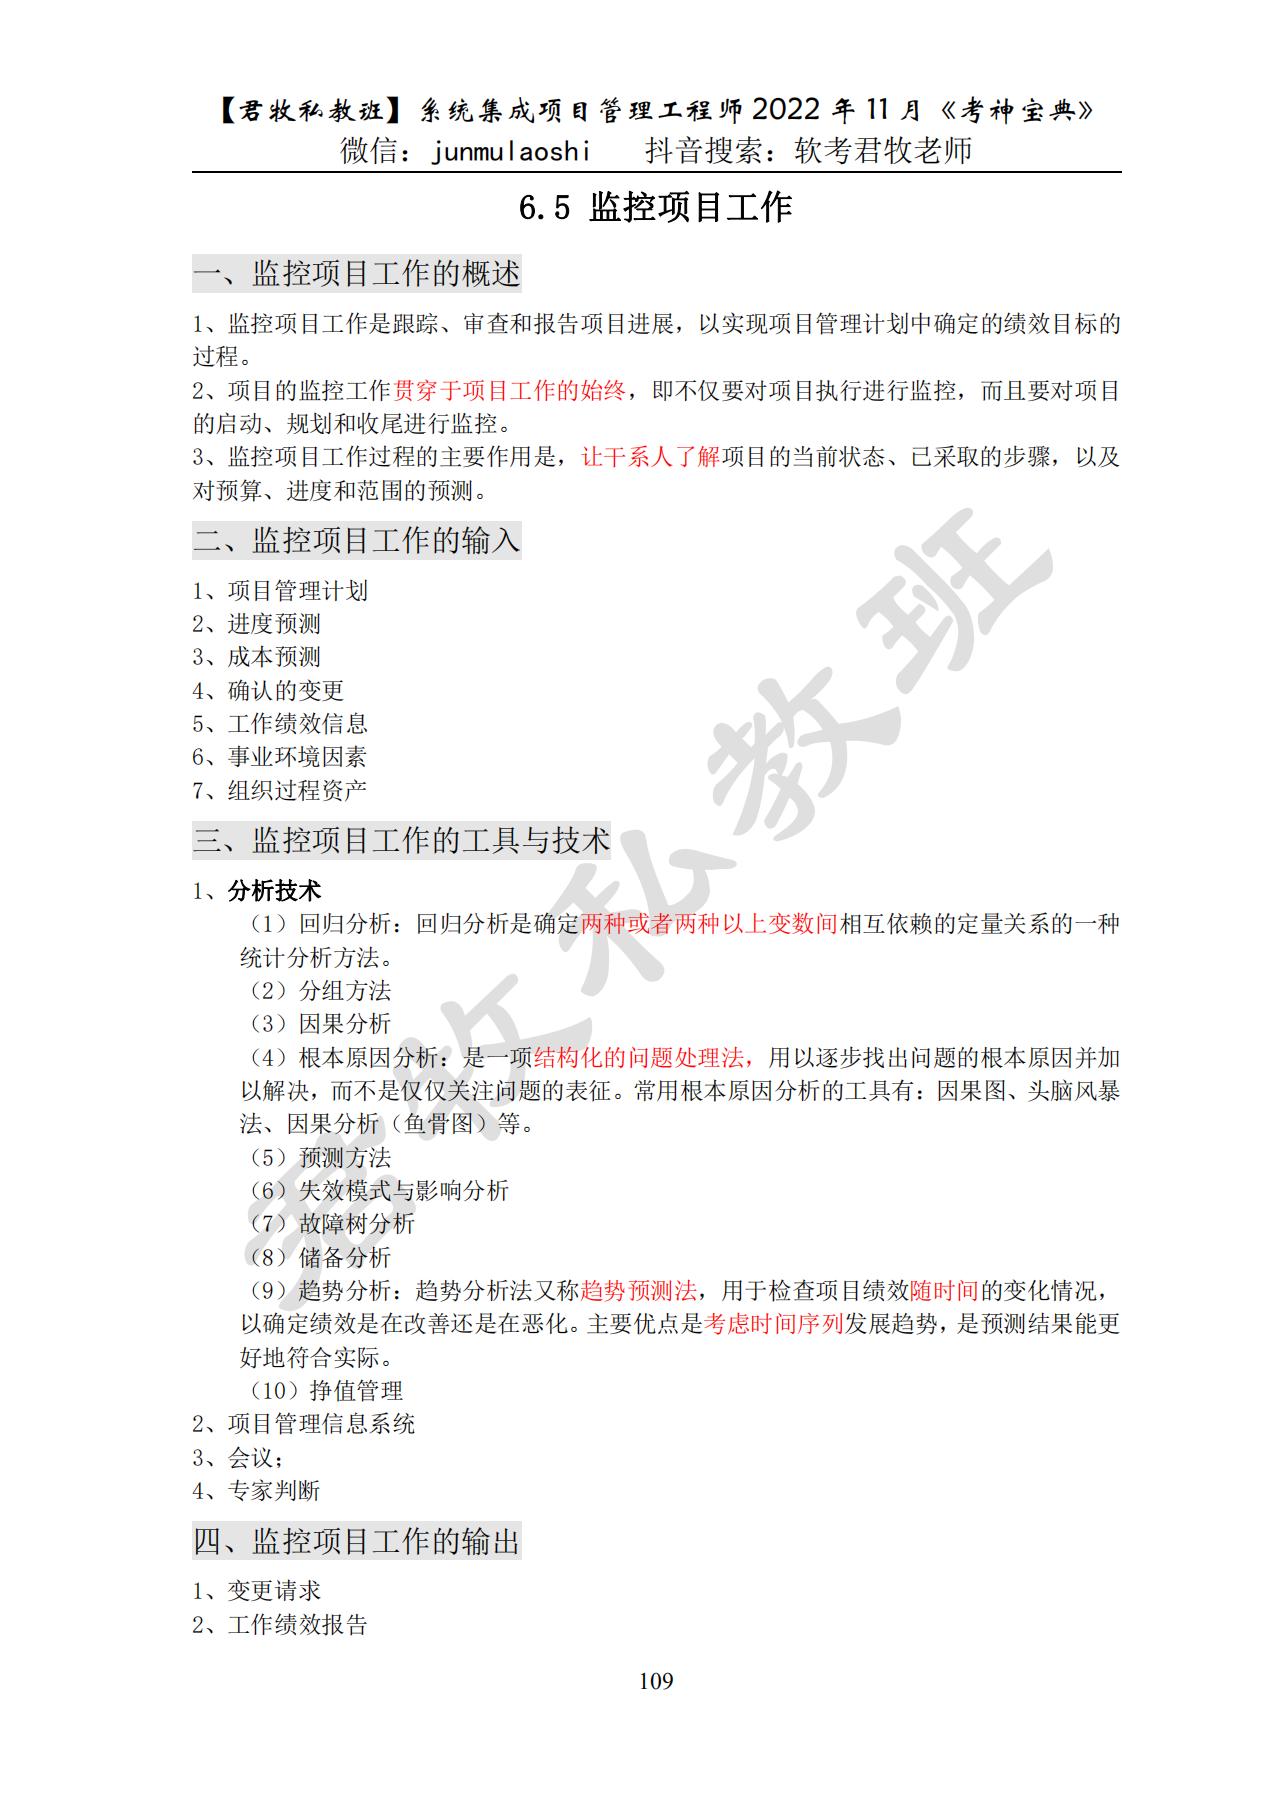 【君牧私教班】系统集成项目管理工程师2022年11月《考神宝典》
微信：junmulaoshi 抖音搜索：软考君牧老师
6.5 监控项目工作
一、监控项目工作的概述
1、监控项目工作是跟踪、审查和报告项目进展，以实现项目管理计划中确定的绩效目标的
过程。
2、项目的监控工作贯穿于项目工作的始终，即不仅要对项目执行进行监控，而且要对项目
的启动、规划和收尾进行监控。
3、监控项目工作过程的主要作用是，让干系人了解项目的当前状态、已采取的步骤，以及
对预算、进度和范围的预测。
二、监控项目工作的输入
1、项目管理计划
2、进度预测
3、成本预测
4、确认的变更
5、工作绩效信息
6、事业环境因素
7、组织过程资产
三、监控项目工作的工具与技术
1、分析技术
（1）回归分析：回归分析是确定两种或者两种以上变数间相互依赖的定量关系的一种
统计分析方法。
（2）分组方法
（3）因果分析
（4）根本原因分析：是一项结构化的问题处理法，用以逐步找出问题的根本原因并加
以解决，而不是仅仅关注问题的表征。常用根本原因分析的工具有：因果图、头脑风暴
法、因果分析（鱼骨图）等。
（5）预测方法
（6）失效模式与影响分析
（7）故障树分析
（8）储备分析
（9）趋势分析：趋势分析法又称趋势预测法，用于检查项目绩效随时间的变化情况，
以确定绩效是在改善还是在恶化。主要优点是考虑时间序列发展趋势，是预测结果能更
好地符合实际。
（10）挣值管理
2、项目管理信息系统
3、会议；
4、专家判断
四、监控项目工作的输出
1、变更请求
2、工作绩效报告
109
君牧私教班